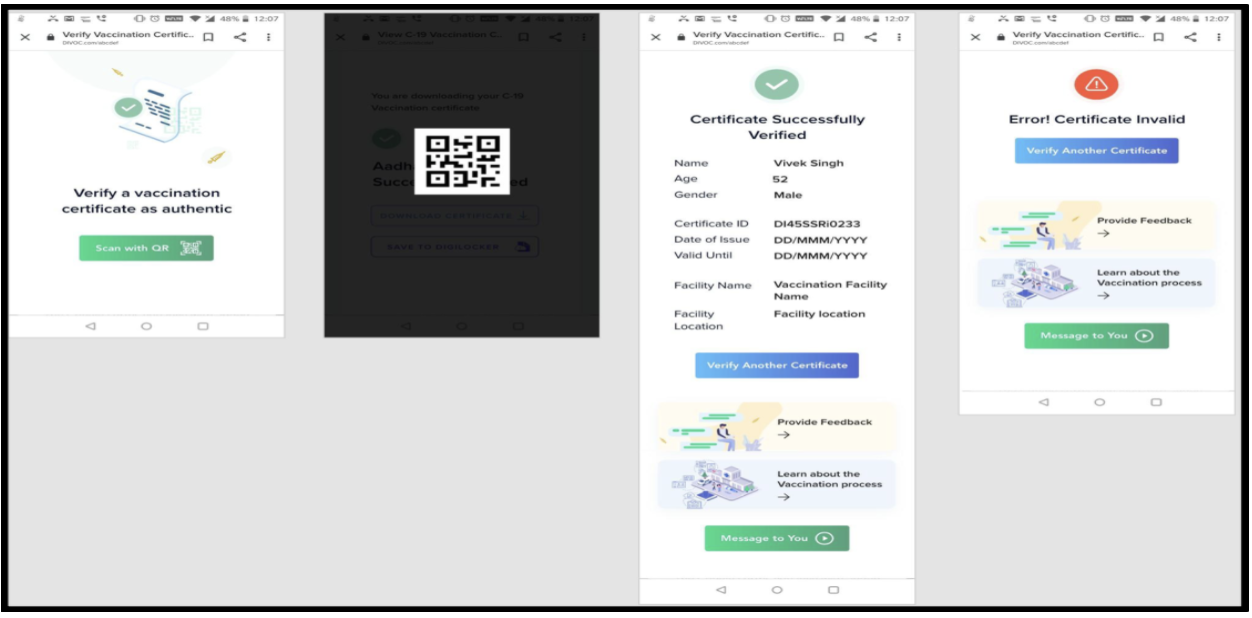 48% 12:07
Verify Vaccination Certific..
DIVOC.com/abcdef
Verify a vaccination
certificate as authentic
Scan with QR
48% 12:07
View C-19 Vaccination C..
DIVOC.com/abcdef
You are downloading your C-19
Vaccination certificate
Aadh
Succ ed
DOWNLOAD CERTIFICATE
SAVE TO DIGILOCKER
48% 12:07
Verify Vaccination Certific..
DIVOC.com/abcdef
Certificate Successfully
Verified
Name Vivek Singh
Age 52
Gender Male
Certificate ID DI45SSRi0233
Date of Issue DD/MMM/YYYY
Valid Until DD/MMM/YYYY
Facility Name Vaccination Facility
Name
Facility Facility location
Location
Verify Another Certificate
Provide Feedback
Learn about the
Vaccination process
Message to You
48% 12:07
Verify Vaccination Certific..
DIVOC.com/abcdef
Error! Certificate Invalid
Verify Another Certificate
Provide Feedback
Learn about the
Vaccination process
Message to You